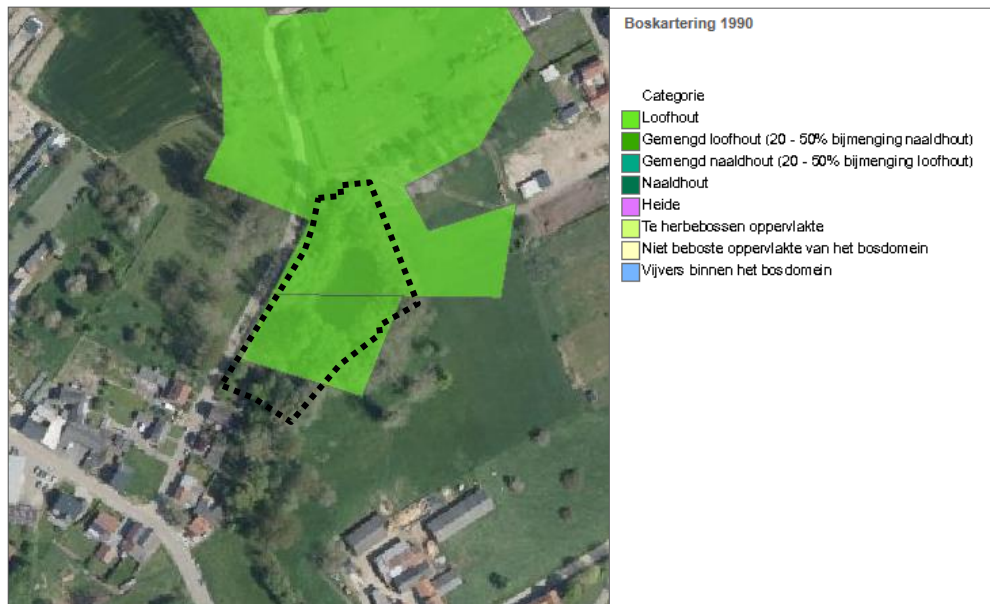 Boskartering 1990
Categorie
Loofhout
Gemengd loofhout (20 - 50% bijmenging naaldhout)
Gemengd naaldhout (20 - 50% bijmenging loofhout)
Naaldhout
Heide
Te herbebossen oppervlakte
Niet beboste oppervlakte van het bosdomein
Vijvers binnen het bosdomein